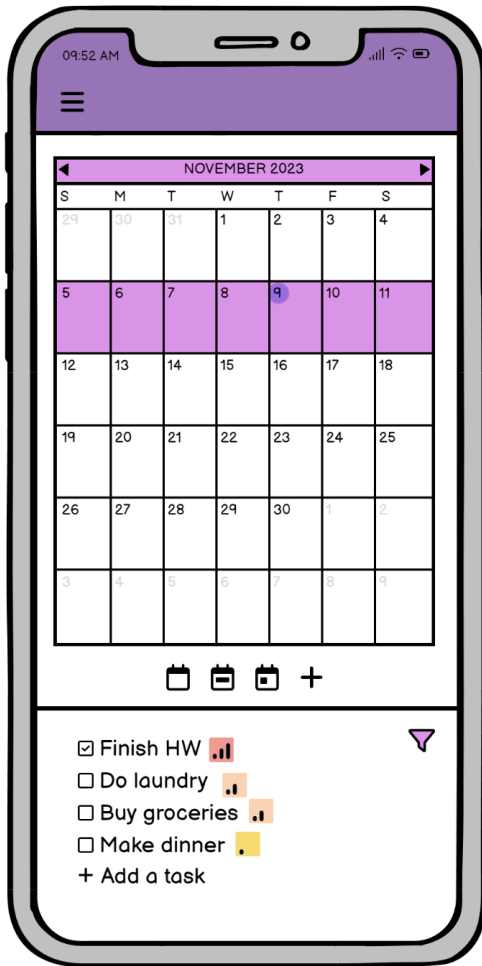 09:52 AM
NOVEMBER 2023
S M T W T F S
29 30 31 1 2 3 4
5 6 7 8 9 10 11
12 13 14 15 16 17 18
19 20 21 22 23 24 25
26 27 28 29 30 1 2
3 4 5 6 7 8 9
Finish HW
Do laundry
Buy groceries
Make dinner
+ Add a task